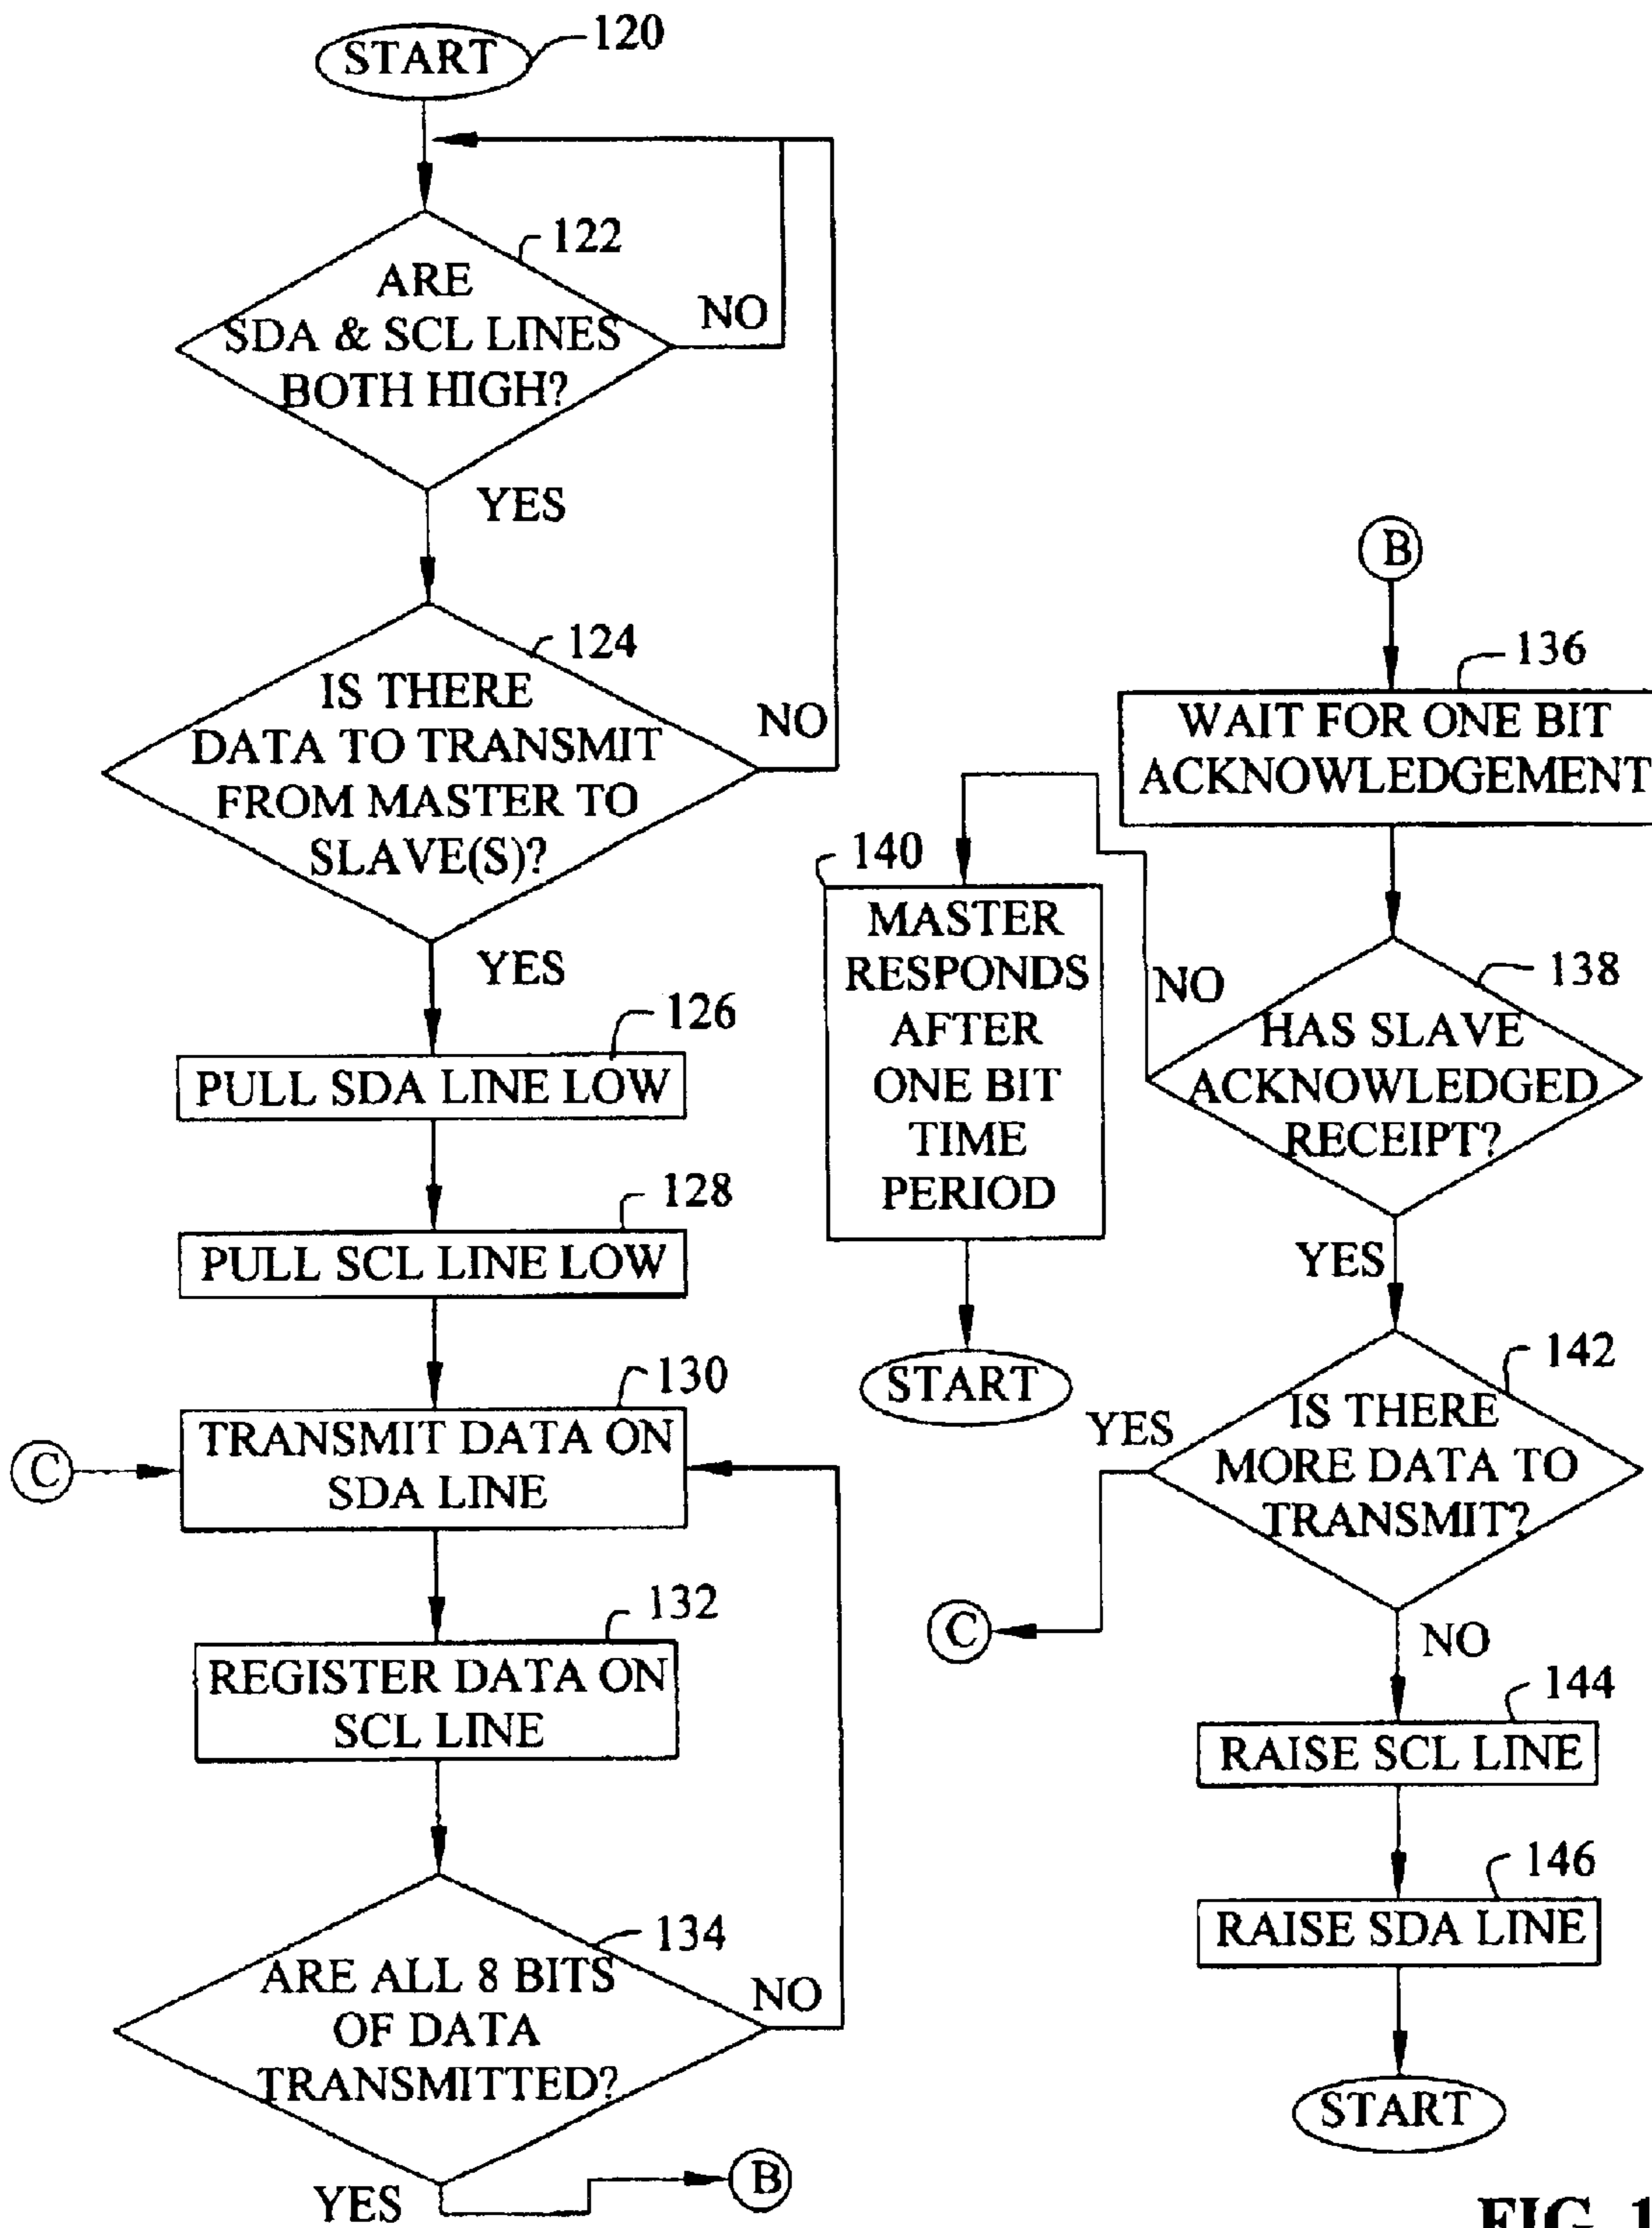 START
120
122
ARE
SDA & SCL LINES
BOTH HIGH?
NO
YES
124
IS THERE
DATA TO TRANSMIT
FROM MASTER TO
SLAVE(S)?
NO
YES
126
PULL SDA LINE LOW
128
PULL SCL LINE LOW
130
TRANSMIT DATA ON
SDA LINE
C
132
REGISTER DATA ON
SCL LINE
134
ARE ALL 8 BITS
OF DATA
TRANSMITTED?
NO
YES
B
B
136
WAIT FOR ONE BIT
ACKNOWLEDGEMENT
138
HAS SLAVE
ACKNOWLEDGED
RECEIPT?
NO
140
MASTER
RESPONDS
AFTER
ONE BIT
TIME
PERIOD
START
YES
142
IS THERE
MORE DATA TO
TRANSMIT?
YES
C
NO
144
RAISE SCL LINE
146
RAISE SDA LINE
START